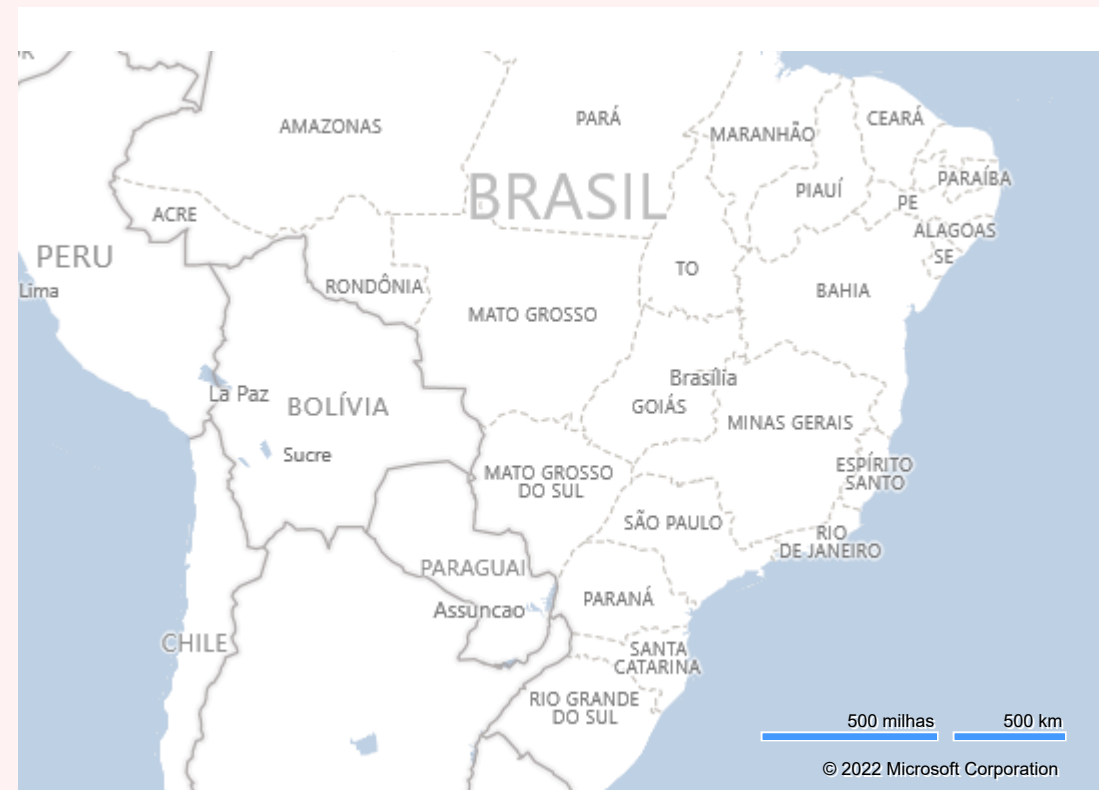 AMAZONAS
PARÁ
MARANHÃO
CEARÁ
BRASIL
PARAÍBA
PIAUÍ
PE
ACRE
ALAGOAS
PERU
SE
TO
Lima
RONDÔNIA
BAHIA
MATO GROSSO
Brasília
La Paz
BOLÍVIA
GOIÁS
MINAS GERAIS
Sucre
ESPÍRITO
SANTO
MATO GROSSO
DO SUL
SÃO PAULO
RIO
DE JANEIRO
PARAGUAI
PARANÁ
Assuncao
CHILE
SANTA
CATARINA
RIO GRANDE
DO SUL
500 milhas
500 km
© 2022 Microsoft Corporation